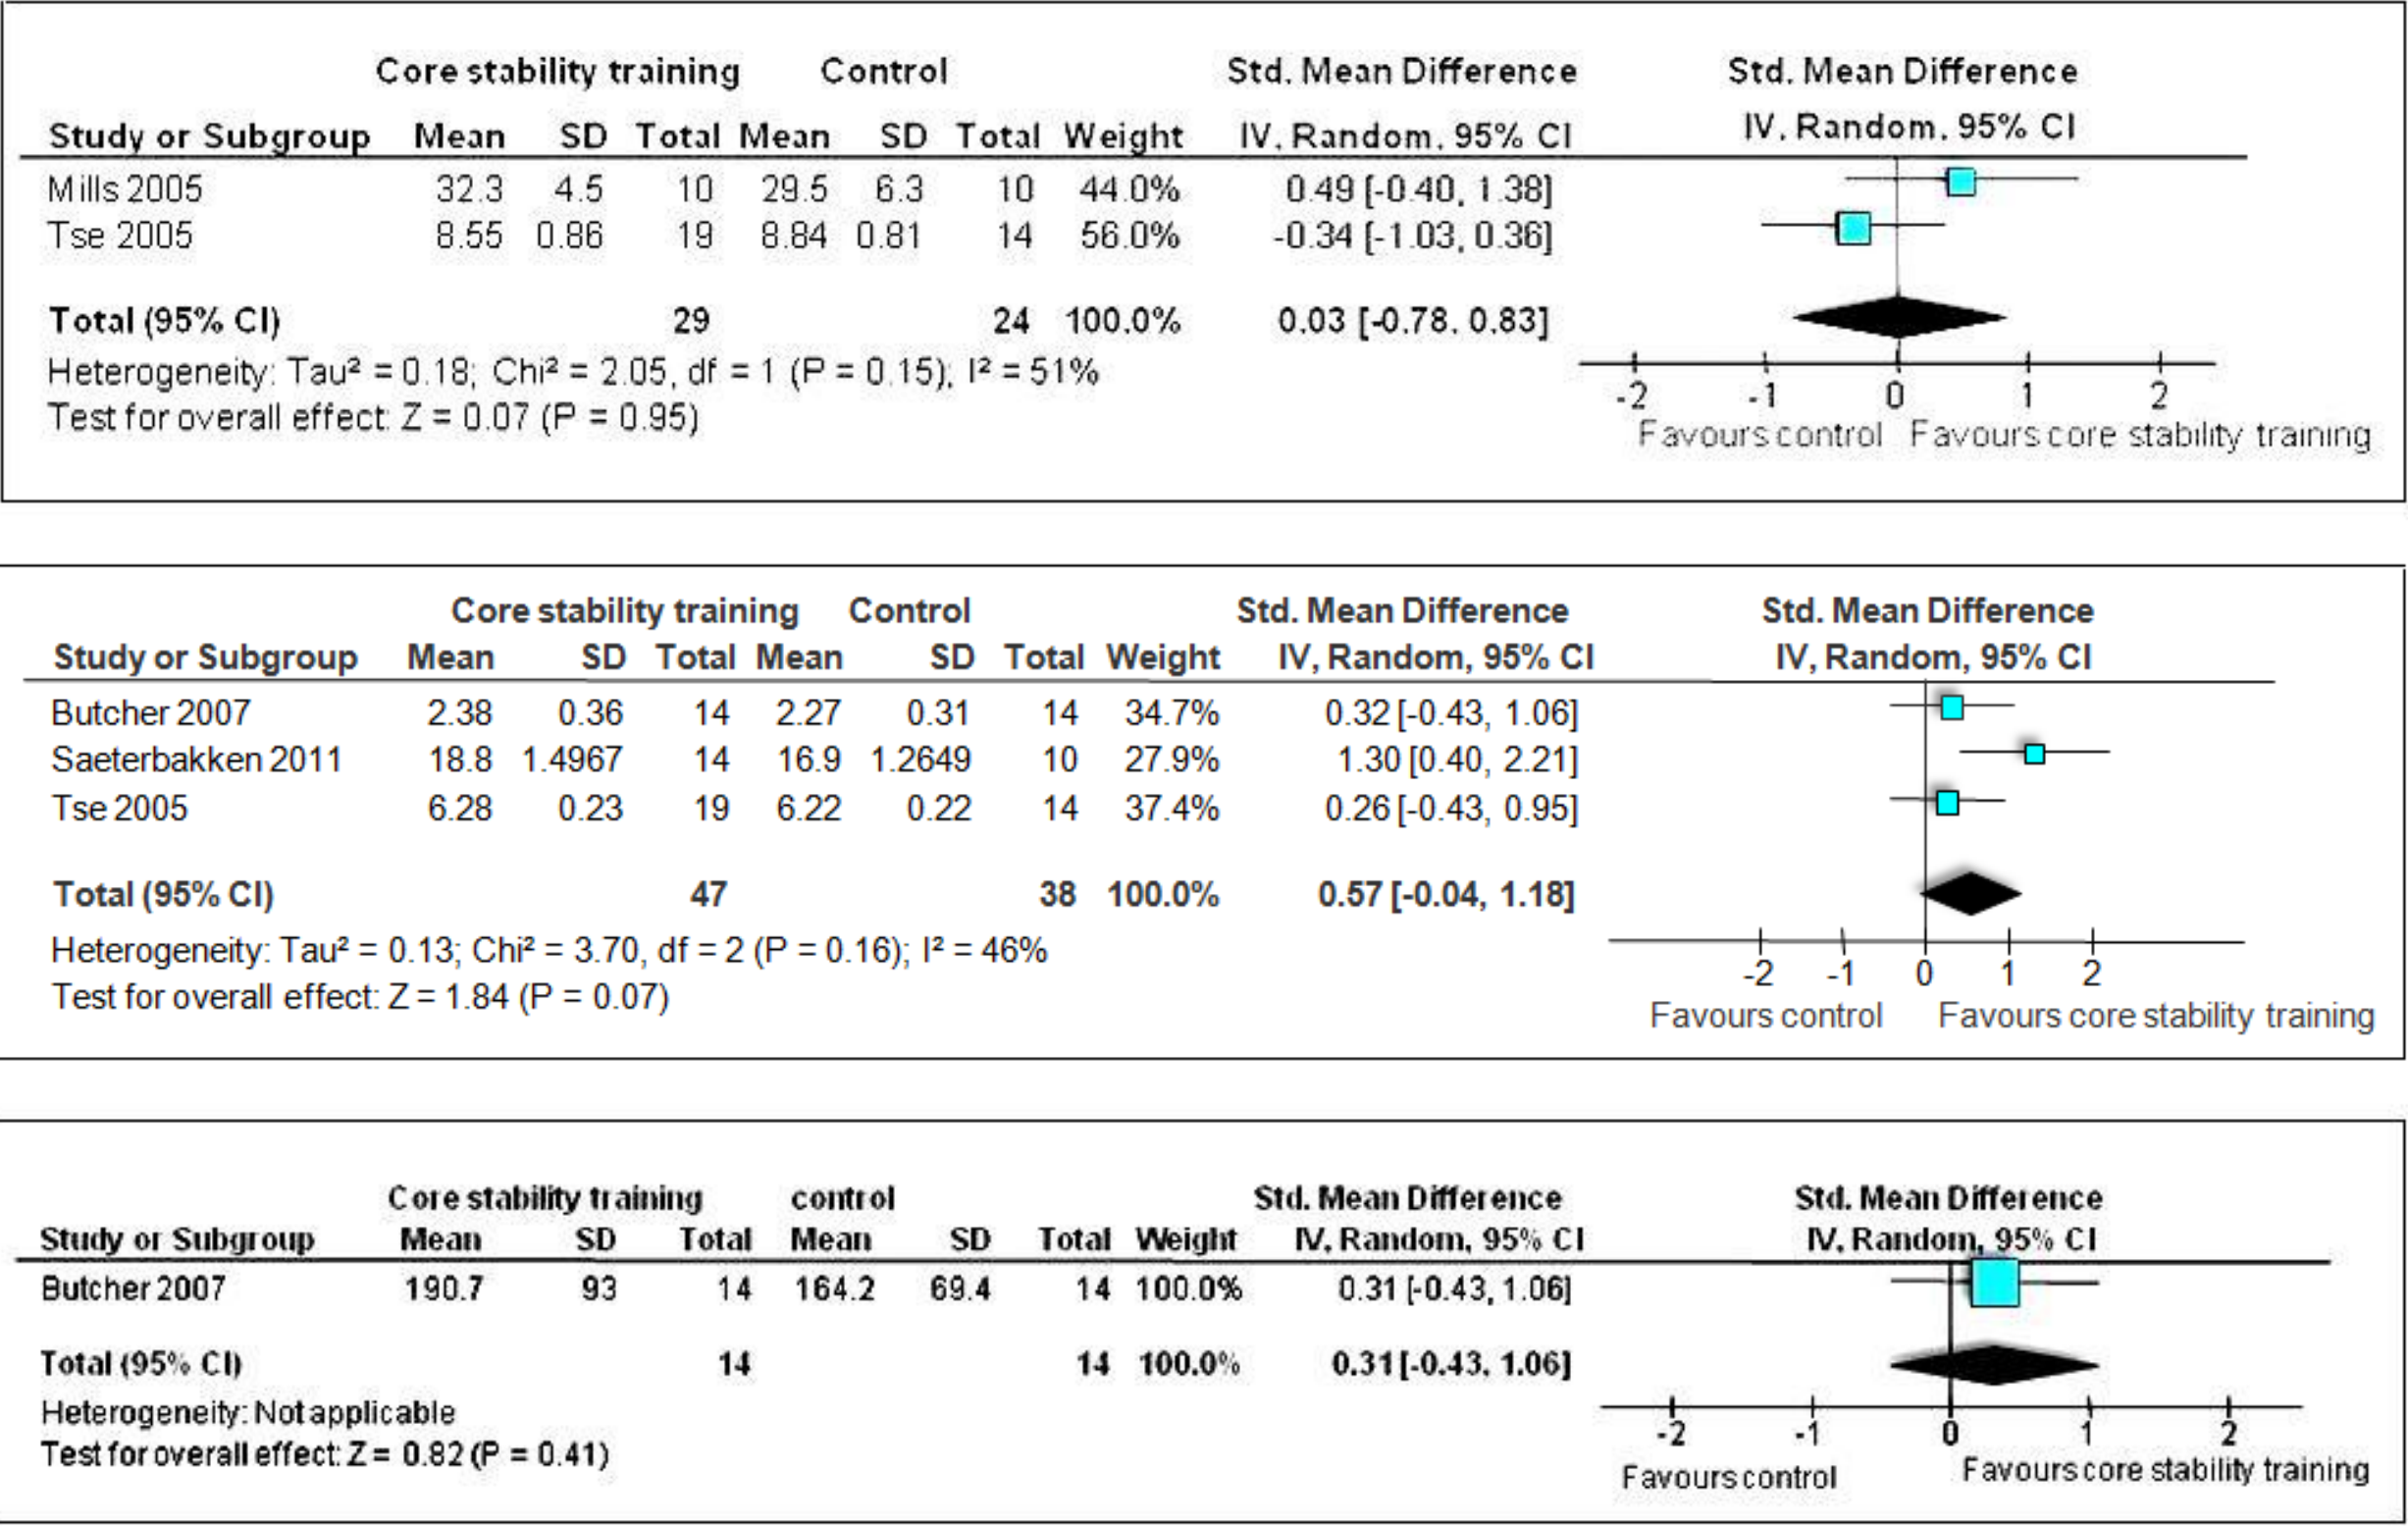 Core stability training Control Std. Mean Difference Std. Mean Difference
Study or Subgroup Mean SD Total Mean SD Total Weight IV, Random, 95% CI IV, Random, 95% CI
Mills 2005 32.3 4.5 10 29.5 6.3 10 44.0% 0.49 [-0.40, 1.38]
Tse 2005 8.55 0.86 19 8.84 0.81 14 56.0% -0.34 [-1.03, 0.36]
Total (95% CI) 29 24 100.0% 0.03 [-0.78, 0.83]
Heterogeneity: Tau² = 0.18; Chi² = 2.05, df = 1 (P = 0.15); I² = 51%
Test for overall effect: Z = 0.07 (P = 0.95)
-2 -1 0 1 2
Favours control Favours core stability training
Core stability training Control Std. Mean Difference Std. Mean Difference
Study or Subgroup Mean SD Total Mean SD Total Weight IV, Random, 95% CI IV, Random, 95% CI
Butcher 2007 2.38 0.36 14 2.27 0.31 14 34.7% 0.32 [-0.43, 1.06]
Saeterbakken 2011 18.8 1.4967 14 16.9 1.2649 10 27.9% 1.30 [0.40, 2.21]
Tse 2005 6.28 0.23 19 6.22 0.22 14 37.4% 0.26 [-0.43, 0.95]
Total (95% CI) 47 38 100.0% 0.57 [-0.04, 1.18]
Heterogeneity: Tau² = 0.13; Chi² = 3.70, df = 2 (P = 0.16); I² = 46%
Test for overall effect: Z = 1.84 (P = 0.07)
-2 -1 0 1 2
Favours control Favours core stability training
Core stability training control Std. Mean Difference Std. Mean Difference
Study or Subgroup Mean SD Total Mean SD Total Weight IV, Random, 95% CI IV, Random, 95% CI
Butcher 2007 190.7 93 14 164.2 69.4 14 100.0% 0.31 [-0.43, 1.06]
Total (95% CI) 14 14 100.0% 0.31 [-0.43, 1.06]
Heterogeneity: Not applicable
Test for overall effect: Z = 0.82 (P = 0.41)
-2 -1 0 1 2
Favours control Favours core stability training